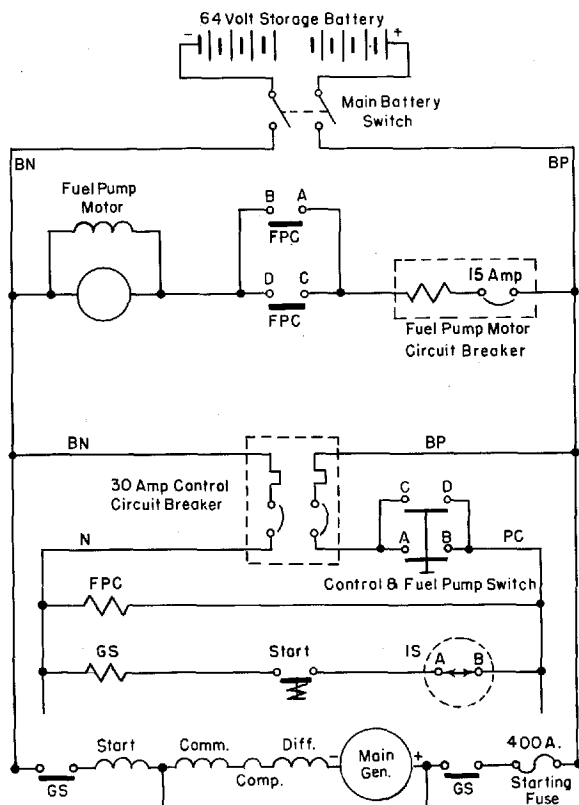 64 Volt Storage Battery
- +
Main Battery
Switch
BN BP
Fuel Pump
Motor
B A
FPC
D C
FPC
15 Amp
Fuel Pump Motor
Circuit Breaker
BN BP
30 Amp Control
Circuit Breaker
C D
N A B PC
Control & Fuel Pump Switch
FPC
GS Start IS A B
Start Comm. Diff. - Main + 400 A.
Comp. Gen.
GS GS Starting
Fuse